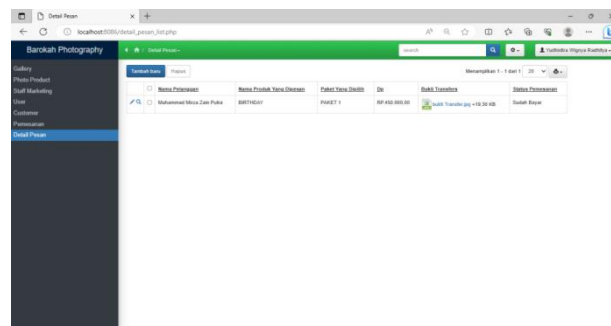 Detail Pesan
localhost:8086/detail_pesan_list.php
Barokah Photography
Detail Pesan
search
Yudhistira Wignya Radhitya
Gallery
Photo Product
Staff Marketing
User
Customer
Pemesanan
Detail Pesan
Tambah baru
Hapus
Menampilkan 1 - 1 dari 1
20
Nama Pelanggan
Nama Produk Yang Dipesan
Paket Yang Dipilih
Dp
Bukti Transfers
Status Pemesanan
Muhammad Mirza Zain Putra
BIRTHDAY
PAKET 1
RP.450.000,00
bukti Transfer.jpg
Sudah Bayar